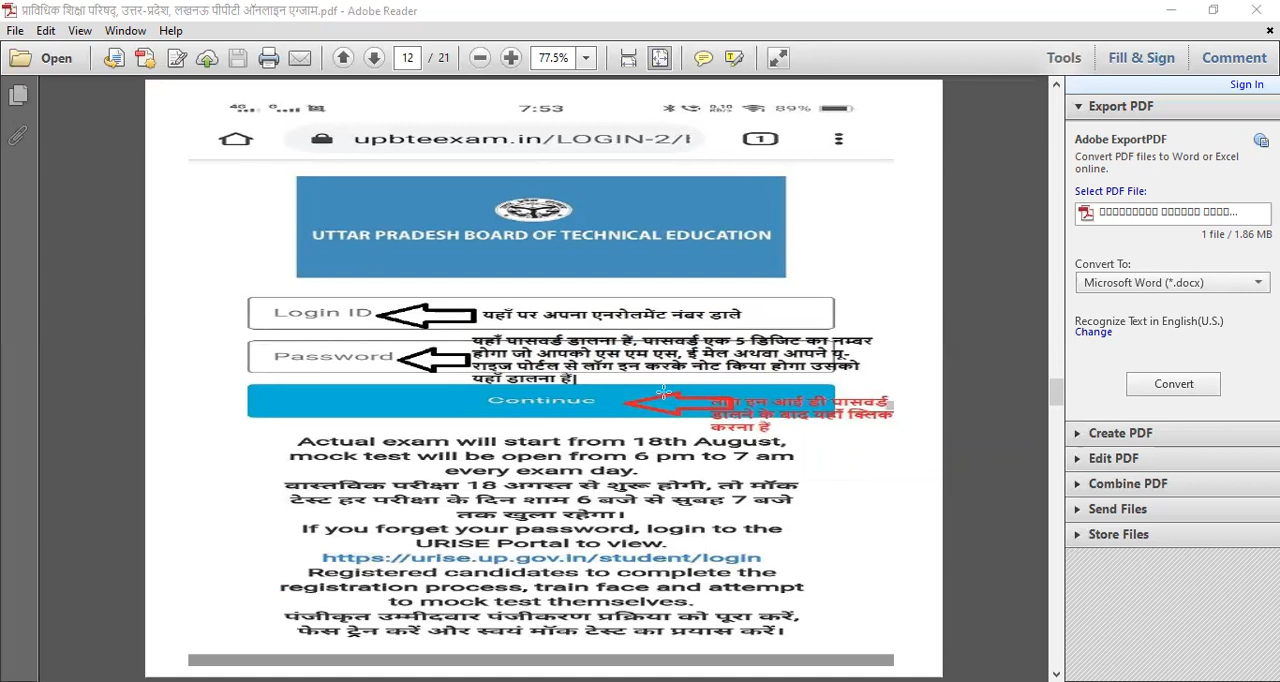 प्राविधिक शिक्षा परिषद्, उत्तर-प्रदेश, लखनऊ पीपीटी ऑनलाइन एग्जाम.pdf - Adobe Reader
File Edit View Window Help
Open 12 / 21 77.5% Tools Fill & Sign Comment
Sign In
4G 7:53 0.10 KB/s 89%
upbteexam.in/LOGIN-2/
1
UTTAR PRADESH BOARD OF TECHNICAL EDUCATION
Login ID यहाँ पर अपना एनरोलमेंट नंबर डाले
यहाँ पासवर्ड डालना हैं, पासवर्ड एक 5 डिजिट का नम्बर
Password होगा जो आपको एस एम एस, ई मेल अथवा आपने यू-
राइज पोर्टल से लॉग इन करके नोट किया होगा उसको
यहाँ डालना हैं|
Continue
लॉग इन आई डी पासवर्ड
डालने के बाद यहाँ क्लिक
करना हैं
Actual exam will start from 18th August,
mock test will be open from 6 pm to 7 am
every exam day.
वास्तविक परीक्षा 18 अगस्त से शुरू होगी, तो मॉक
टेस्ट हर परीक्षा के दिन शाम 6 बजे से सुबह 7 बजे
तक खुला रहेगा।
If you forget your password, login to the
URISE Portal to view.
https://urise.up.gov.in/student/login
Registered candidates to complete the
registration process, train face and attempt
to mock test themselves.
पंजीकृत उम्मीदवार पंजीकरण प्रक्रिया को पूरा करें,
फेस ट्रेन करें और स्वयं मॉक टेस्ट का प्रयास करें।
Export PDF
Adobe ExportPDF
Convert PDF files to Word or Excel
online.
Select PDF File:
1 file / 1.86 MB
Convert To:
Microsoft Word (*.docx)
Recognize Text in English(U.S.)
Change
Convert
Create PDF
Edit PDF
Combine PDF
Send Files
Store Files